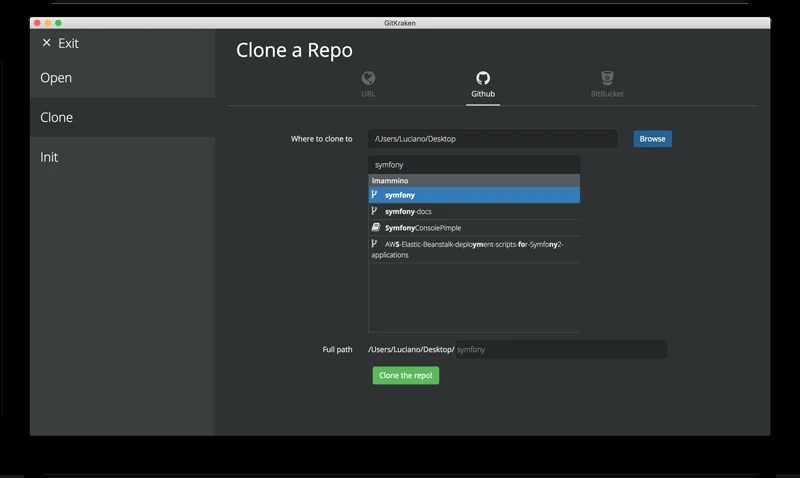 GitKraken
Exit
Open
Clone
Init
Clone a Repo
URL
Github
BitBucket
Where to clone to
/Users/Luciano/Desktop
Browse
symfony
lmammino
symfony
symfony-docs
SymfonyConsolePimple
AWS-Elastic-Beanstalk-deployment-scripts-for-Symfony2-
applications
Full path
/Users/Luciano/Desktop/ symfony
Clone the repo!